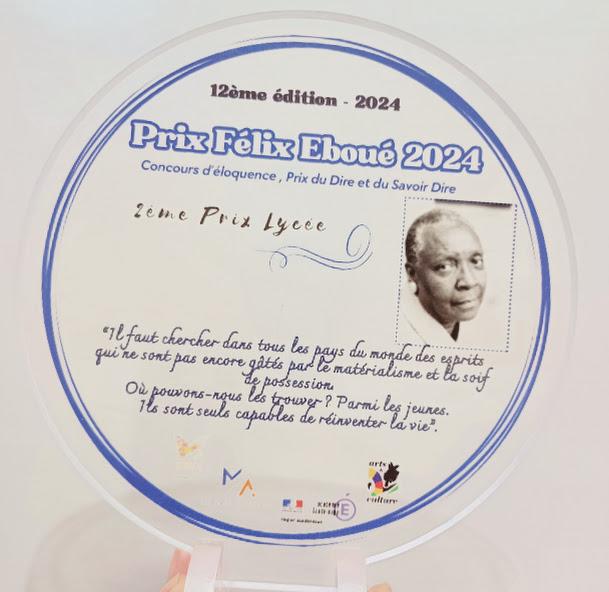 12ème édition - 2024
Prix Félix Eboué 2024
Concours d'éloquence, Prix du Dire et du Savoir Dire
2ème Prix Lycée
"Il faut chercher dans tous les pays du monde des esprits
qui ne sont pas encore gâtés par le matérialisme et la soif
de possession.
Où pouvons-nous les trouver ? Parmi les jeunes.
Ils sont seuls capables de réinventer la vie".
MA
É
arts
culture